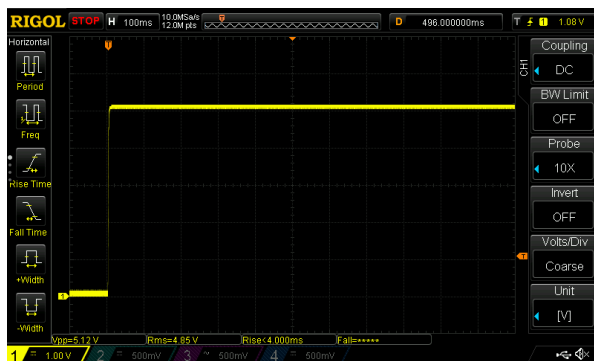 RIGOL STOP H 100ms 10.0MSa/s 12.0M pts D 496.000000ms T 1 1.08 V
Horizontal
Period
Freq
Rise Time
Fall Time
+Width
-Width
CH1
Coupling
DC
BW Limit
OFF
Probe
10X
Invert
OFF
Volts/Div
Coarse
Unit
[V]
T
1
Vpp=5.12 V Rms=4.85 V Rise<4.000ms Fall=*****
1 = 1.00 V 2 = 500mV 3 ~ 500mV 4 = 500mV